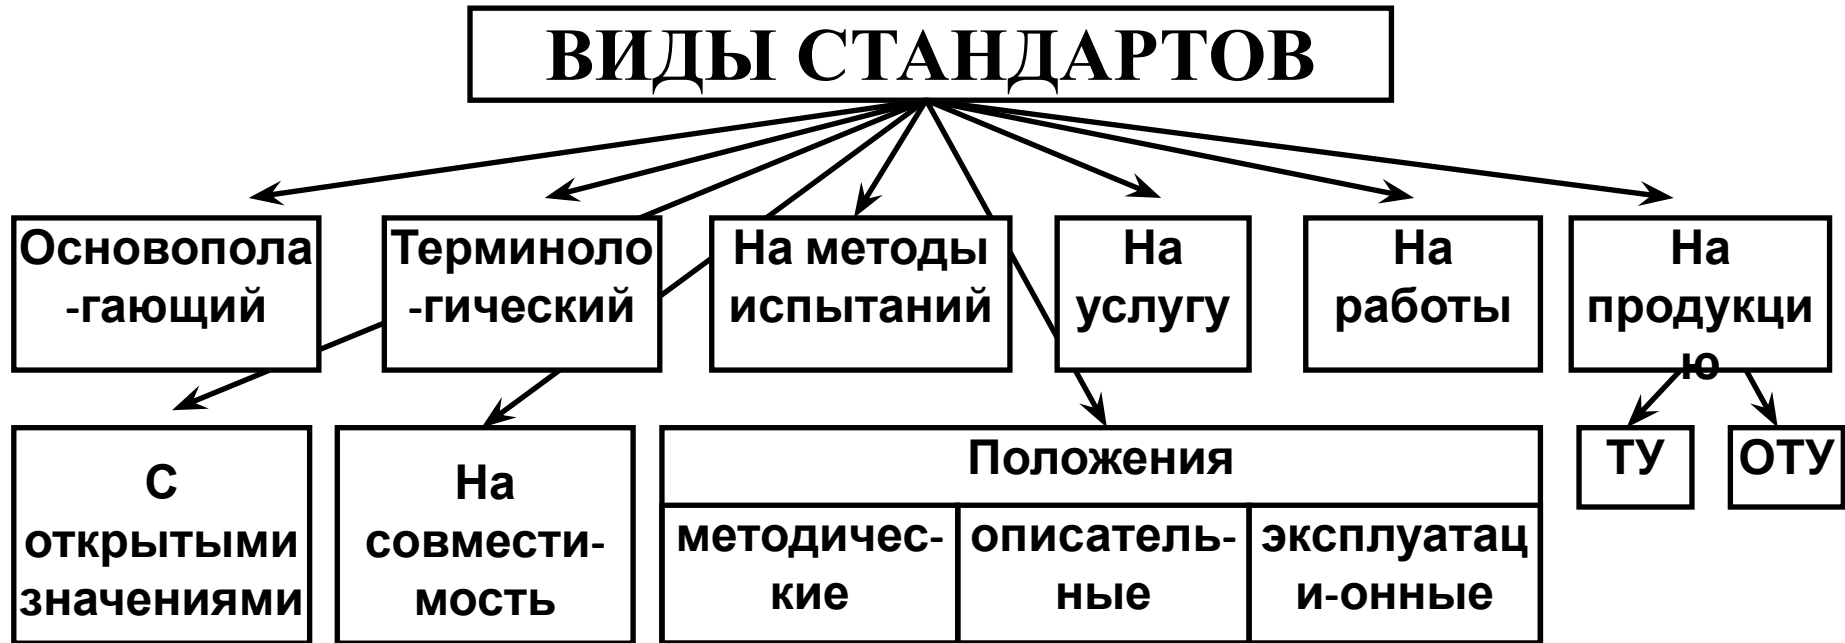 ВИДЫ СТАНДАРТОВ
Основопола
-гающий
Терминоло
-гический
На методы
испытаний
На
услугу
На
работы
На
продукци
ю
С
открытыми
значениями
На
совмести-
мость
Положения
методичес-
кие
описатель-
ные
эксплуатац
и-онные
ТУ
ОТУ